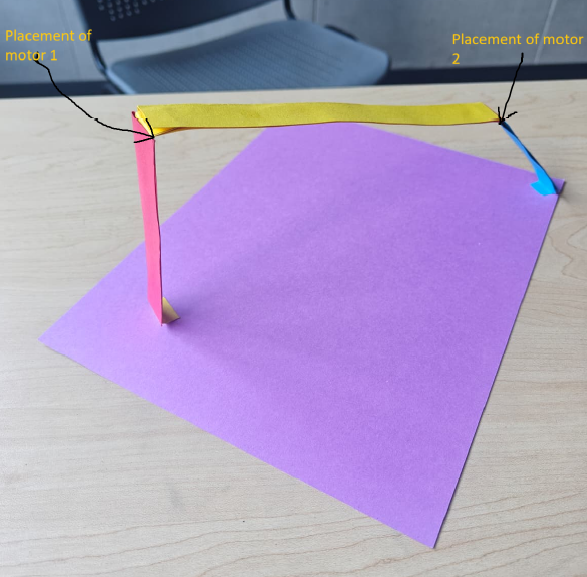 Placement of
motor 1
Placement of motor
2